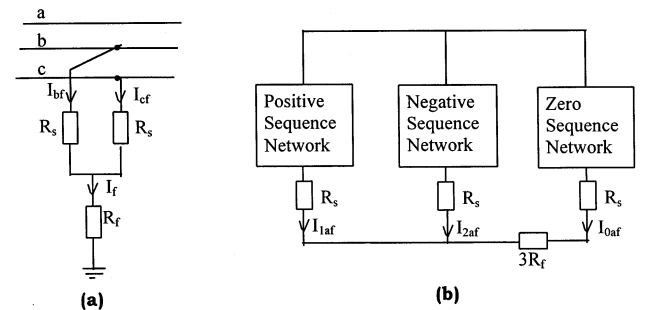 a
b
c
I_bf
I_cf
R_s
R_s
I_f
R_f
(a)
Positive
Sequence
Network
Negative
Sequence
Network
Zero
Sequence
Network
R_s
R_s
R_s
I_1af
I_2af
I_0af
3R_f
(b)